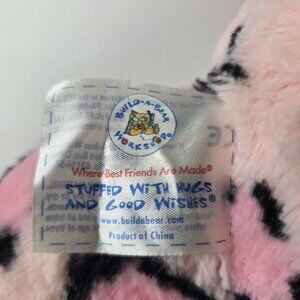 BUILD-A-BEAR
WORKSHOP®
Where Best Friends Are Made®
STUFFED WITH HUGS
AND GOOD WISHES®
www.buildabear.com
Product of China